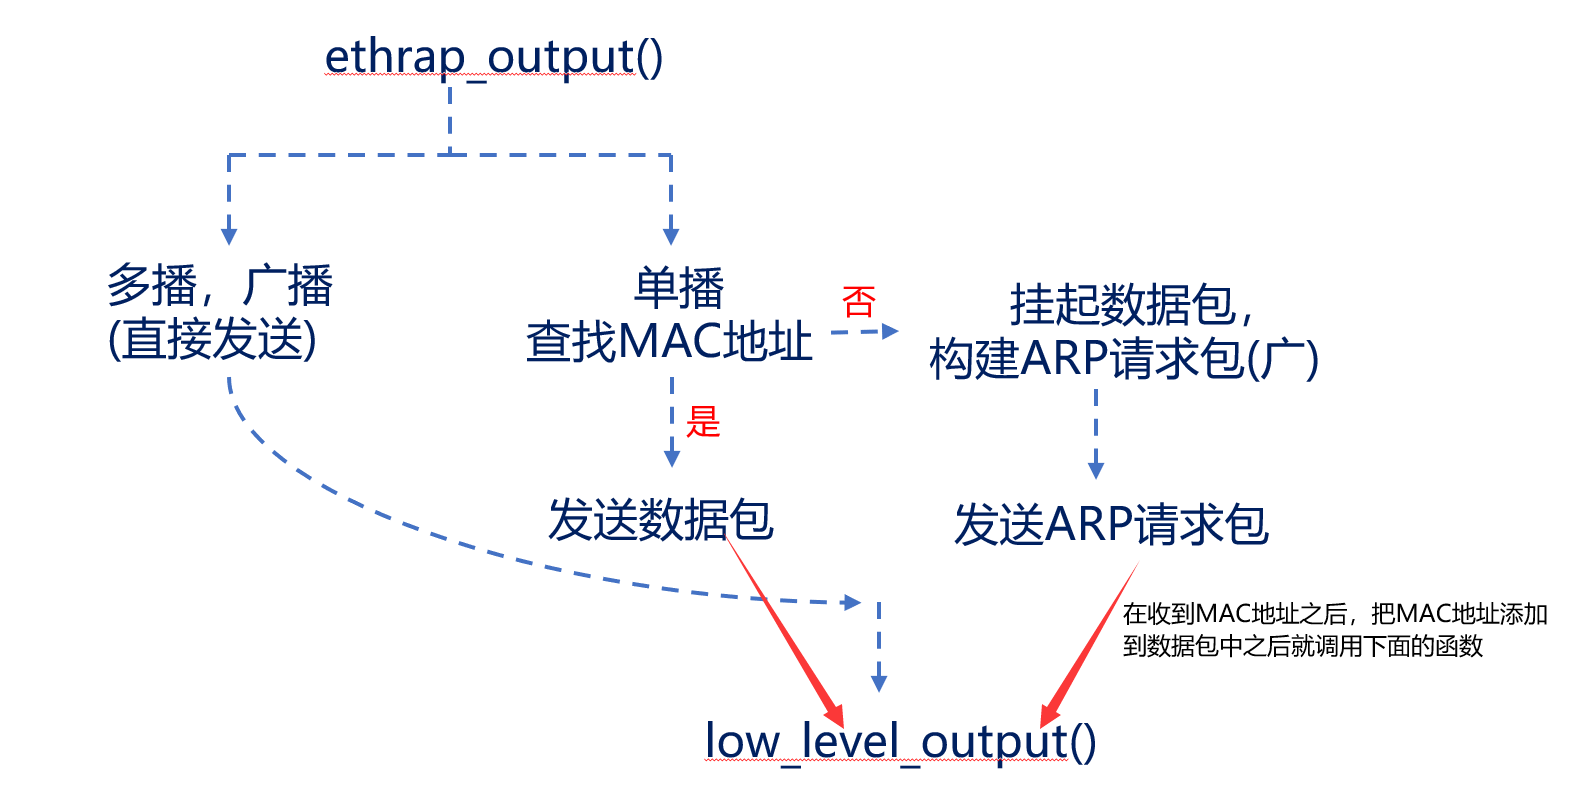 ethrap_output()
多播，广播
(直接发送)
单播
查找MAC地址
否
挂起数据包，
构建ARP请求包(广)
是
发送数据包
发送ARP请求包
在收到MAC地址之后，把MAC地址添加
到数据包中之后就调用下面的函数
low_level_output()